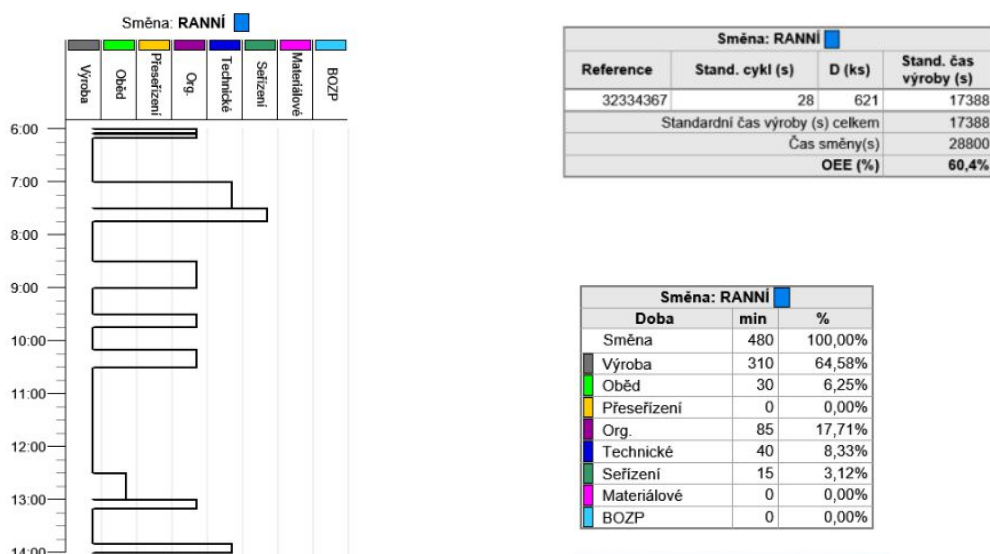 Směna: RANNÍ
Výroba
Oběd
Přeseřízení
Org.
Technické
Seřízení
Materiálové
BOZP
6:00
7:00
8:00
9:00
10:00
11:00
12:00
13:00
14:00
Směna: RANNÍ
Reference Stand. cykl (s) D (ks) Stand. čas
výroby (s)
32334367 28 621 17388
Standardní čas výroby (s) celkem 17388
Čas směny(s) 28800
OEE (%) 60,4%
Směna: RANNÍ
Doba min %
Směna 480 100,00%
Výroba 310 64,58%
Oběd 30 6,25%
Přeseřízení 0 0,00%
Org. 85 17,71%
Technické 40 8,33%
Seřízení 15 3,12%
Materiálové 0 0,00%
BOZP 0 0,00%